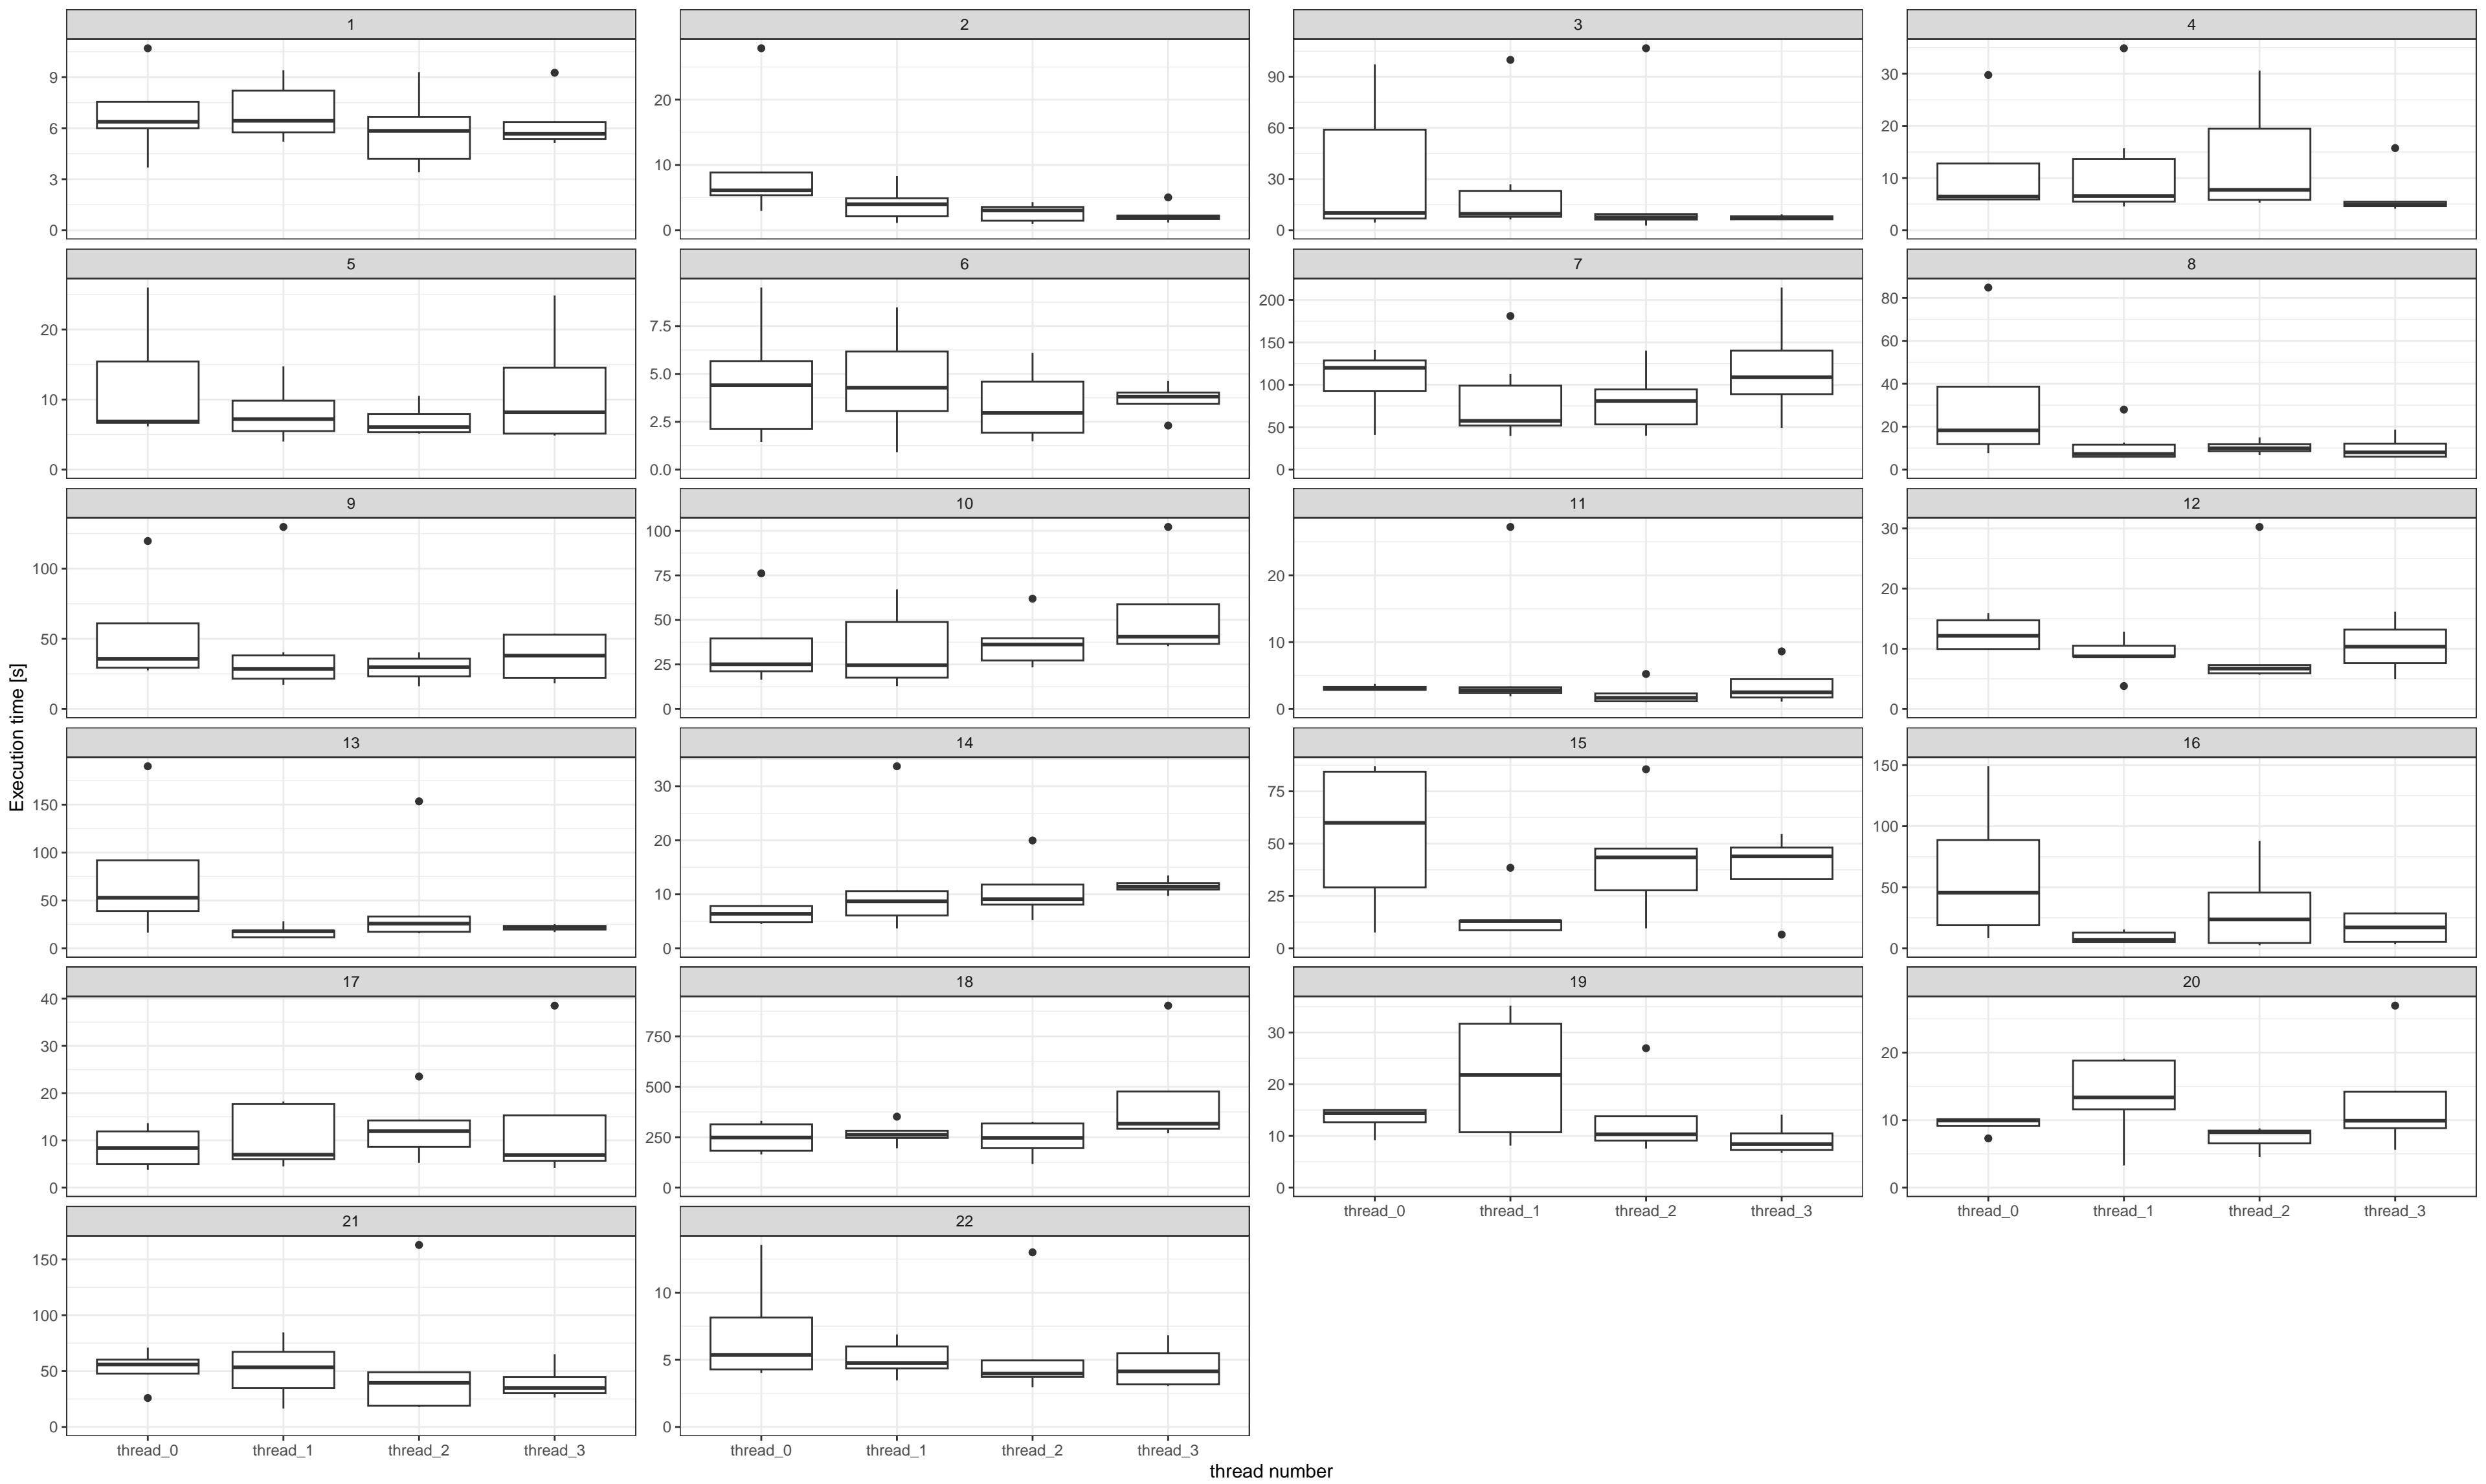 1 2 3 4
9 6 3 0
20 10 0
90 60 30 0
30 20 10 0
5 6 7 8
20 10 0
7.5 5.0 2.5 0.0
200 150 100 50 0
80 60 40 20 0
9 10 11 12
100 50 0
100 75 50 25 0
20 10 0
30 20 10 0
Execution time [s]
13 14 15 16
150 100 50 0
30 20 10 0
75 50 25 0
150 100 50 0
17 18 19 20
40 30 20 10 0
750 500 250 0
30 20 10 0
20 10 0
thread_0 thread_1 thread_2 thread_3
thread_0 thread_1 thread_2 thread_3
21 22
150 100 50 0
10 5 0
thread_0 thread_1 thread_2 thread_3
thread_0 thread_1 thread_2 thread_3
thread number